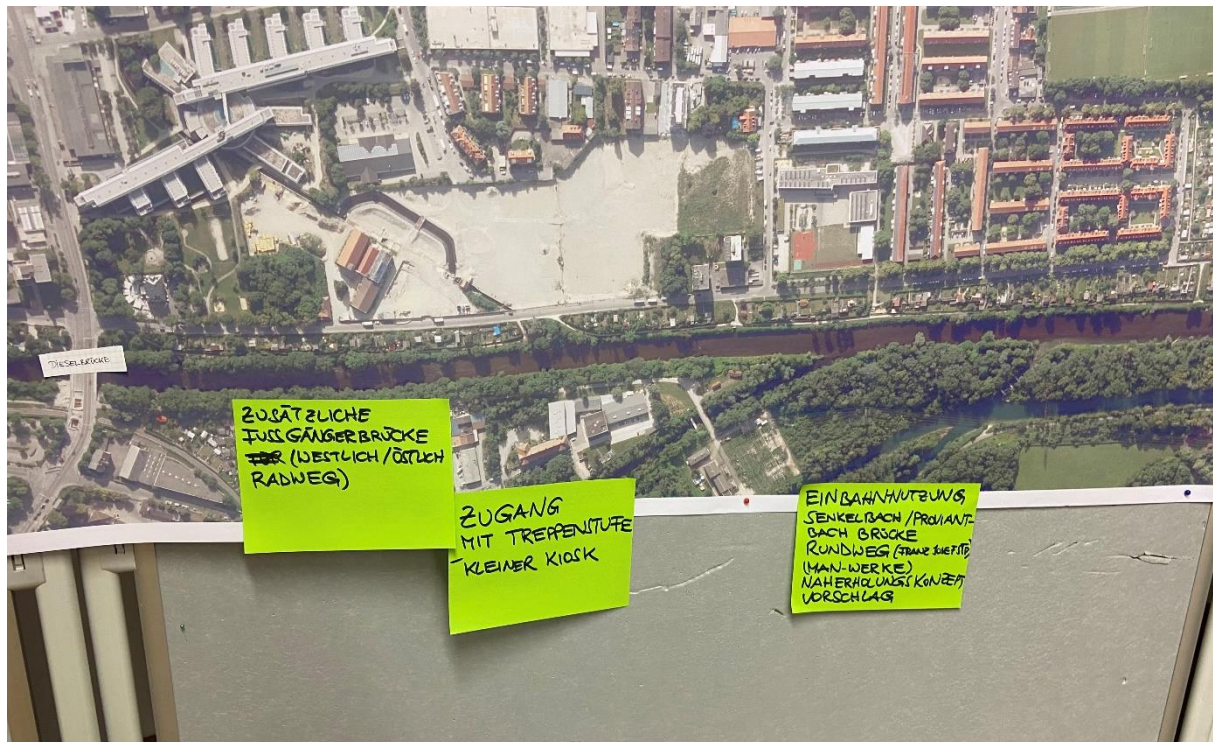 DIESELBRÜCKE
ZUSÄTZLICHE
FUSSGÄNGERBRÜCKE
(WESTLICH/ÖSTLICH
RADWEG)
ZUGANG
MIT TREPPENSTUFE
-KLEINER KIOSK
EINBAHNNUTZUNG
SENKELBACH/PROVIANT-
BACH BRÜCKE
RUNDWEG (FRANZ
(MAN-WERKE)
NAHERHOLUNGSKONZEPT
VORSCHLAG